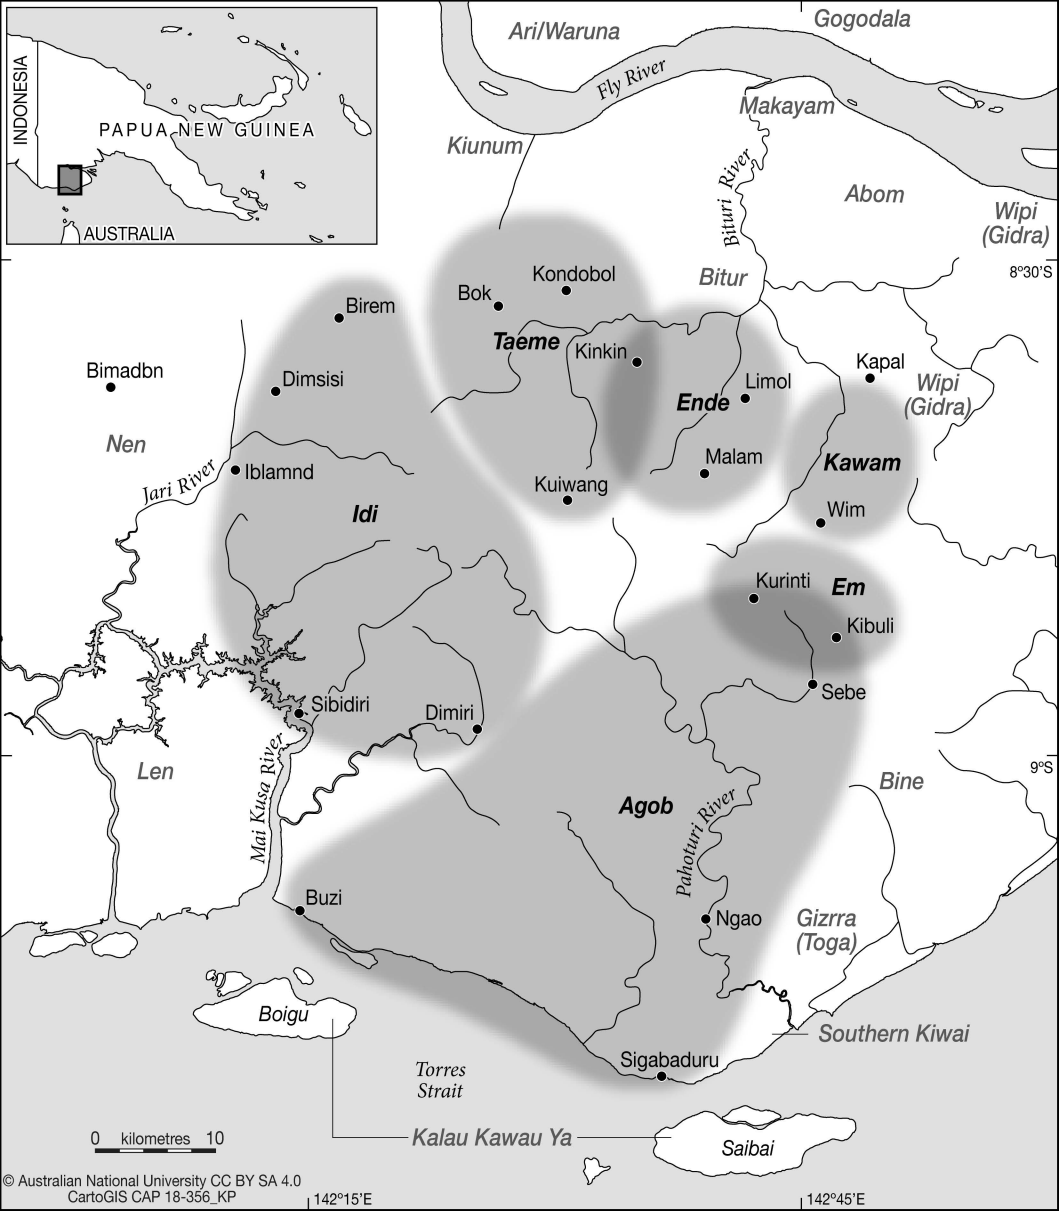 Gogodala
Ari/Waruna
Fly River
INDONESIA
PAPUA NEW GUINEA
Makayam
Kiunum
Bituri River
Abom
Wipi
(Gidra)
AUSTRALIA
8°30'S
Kondobol
Bitur
Bok
Birem
Taeme
Kinkin
Kapal
Bimadbn
Dimsisi
Limol
Wipi
(Gidra)
Ende
Nen
Malam
Kawam
Iblamnd
Jari River
Kuiwang
Idi
Wim
Kurinti
Em
Kibuli
Sebe
Sibidiri
Dimiri
Len
Mai Kusa River
9°S
Bine
Agob
Pahoturi River
Buzi
Ngao
Gizrra
(Toga)
Boigu
Southern Kiwai
Sigabaduru
Torres
Strait
0 kilometres 10
Kalau Kawau Ya
Saibai
© Australian National University CC BY SA 4.0
CartoGIS CAP 18-356_KP
142°15'E
142°45'E